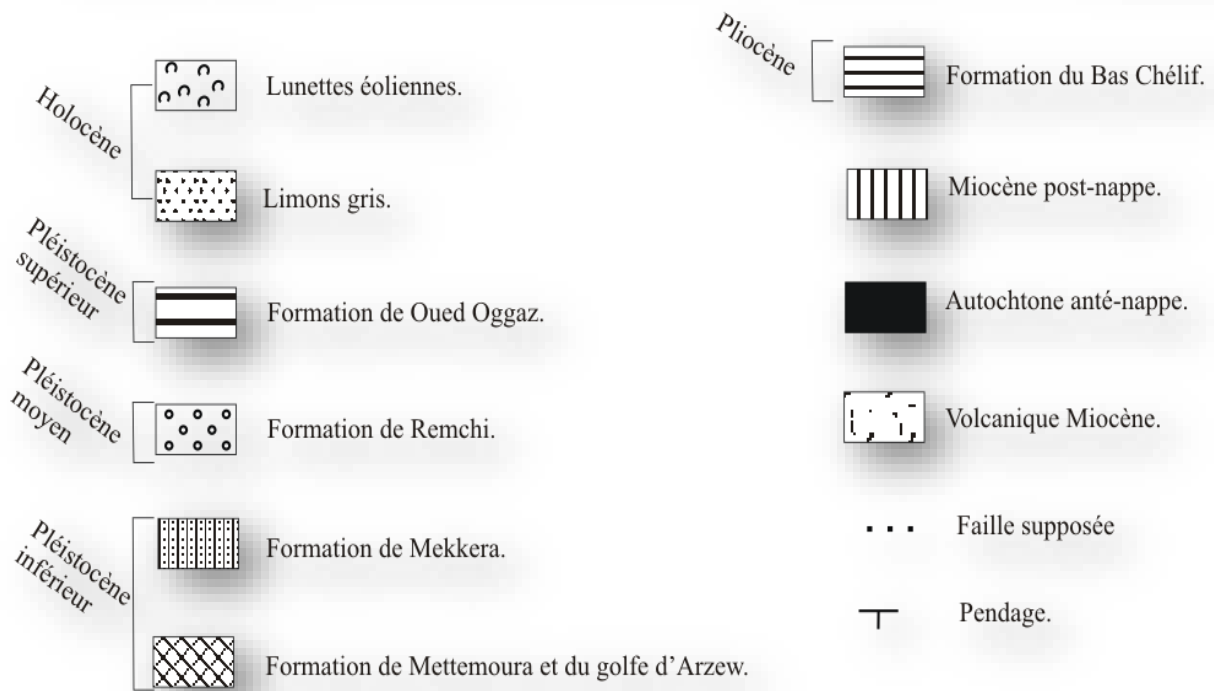 Holocène
Lunettes éoliennes.
Limons gris.
Pléistocène
supérieur
Formation de Oued Oggaz.
Pléistocène
moyen
Formation de Remchi.
Pléistocène
inférieur
Formation de Mekkera.
Formation de Mettemoura et du golfe d’Arzew.
Pliocène
Formation du Bas Chélif.
Miocène post-nappe.
Autochtone anté-nappe.
Volcanique Miocène.
Faille supposée
Pendage.